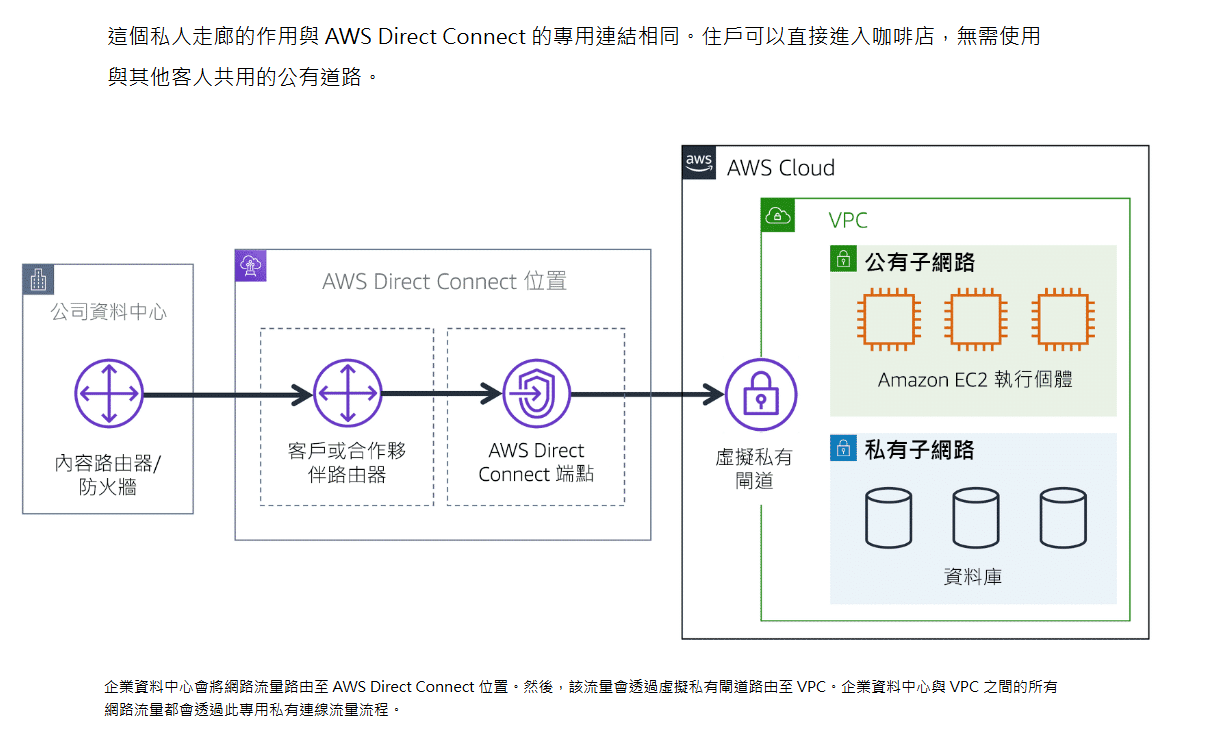 這個私人走廊的作用與 AWS Direct Connect 的專用連結相同。住戶可以直接進入咖啡店，無需使用
與其他客人共用的公有道路。
aws
AWS Cloud
VPC
公有子網路
Amazon EC2 執行個體
私有子網路
資料庫
AWS Direct Connect 位置
公司資料中心
內容路由器/
防火牆
客戶或合作夥
伴路由器
AWS Direct
Connect 端點
虛擬私有
閘道
企業資料中心會將網路流量路由至 AWS Direct Connect 位置。然後，該流量會透過虛擬私有閘道路由至 VPC。企業資料中心與 VPC 之間的所有
網路流量都會透過此專用私有連線流量流程。